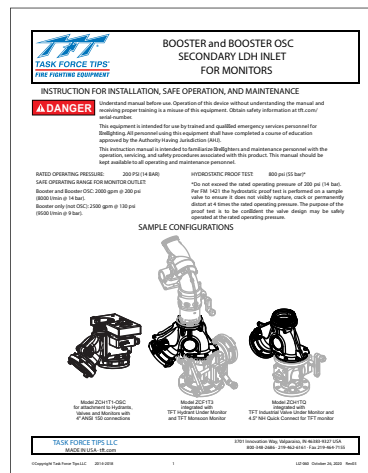 TFT
TASK FORCE TIPS®
FIRE FIGHTING EQUIPMENT
BOOSTER and BOOSTER OSC
SECONDARY LDH INLET
FOR MONITORS
INSTRUCTION FOR INSTALLATION, SAFE OPERATION, AND MAINTENANCE
DANGER
Understand manual before use. Operation of this device without understanding the manual and
receiving proper training is a misuse of this equipment. Obtain safety information at tft.com/
serial-number.
This equipment is intended for use by trained and qualified emergency services personnel for
firefighting. All personnel using this equipment shall have completed a course of education
approved by the Authority Having Jurisdiction (AHJ).
This instruction manual is intended to familiarize firefighters and maintenance personnel with the
operation, servicing, and safety procedures associated with this product. This manual should be
kept available to all operating and maintenance personnel.
RATED OPERATING PRESSURE: 200 PSI (14 BAR)
SAFE OPERATING RANGE FOR MONITOR OUTLET:
Booster and Booster OSC: 2000 gpm @ 200 psi
(8000 l/min @ 14 bar).
Booster only (not OSC): 2500 gpm @ 130 psi
(9500 l/min @ 9 bar).
HYDROSTATIC PROOF TEST: 800 psi (55 bar)*
*Do not exceed the rated operating pressure of 200 psi (14 bar).
Per FM 1421 the hydrostatic proof test is performed on a sample
valve to ensure it does not visibly rupture, crack or permanently
distort at 4 times the rated operating pressure. The purpose of the
proof test is to be confident the valve design may be safely
operated at the rated operating pressure.
SAMPLE CONFIGURATIONS
Model ZCH1T1-OSC
for attachment to Hydrants,
Valves and Monitors with
4" ANSI 150 connections
Model ZCF1T3
integrated with
TFT Hydrant Under Monitor
and TFT Monsoon Monitor
Model ZCH1TQ
integrated with
TFT Industrial Valve Under Monitor and
4.5" NH Quick Connect for TFT monitor
TASK FORCE TIPS LLC
MADE IN USA · tft.com
3701 Innovation Way, Valparaiso, IN 46383-9327 USA
800-348-2686 · 219-462-6161 · Fax 219-464-7155
©Copyright Task Force Tips LLC 2014-2018 1 LIZ-060 October 26, 2020 Rev03